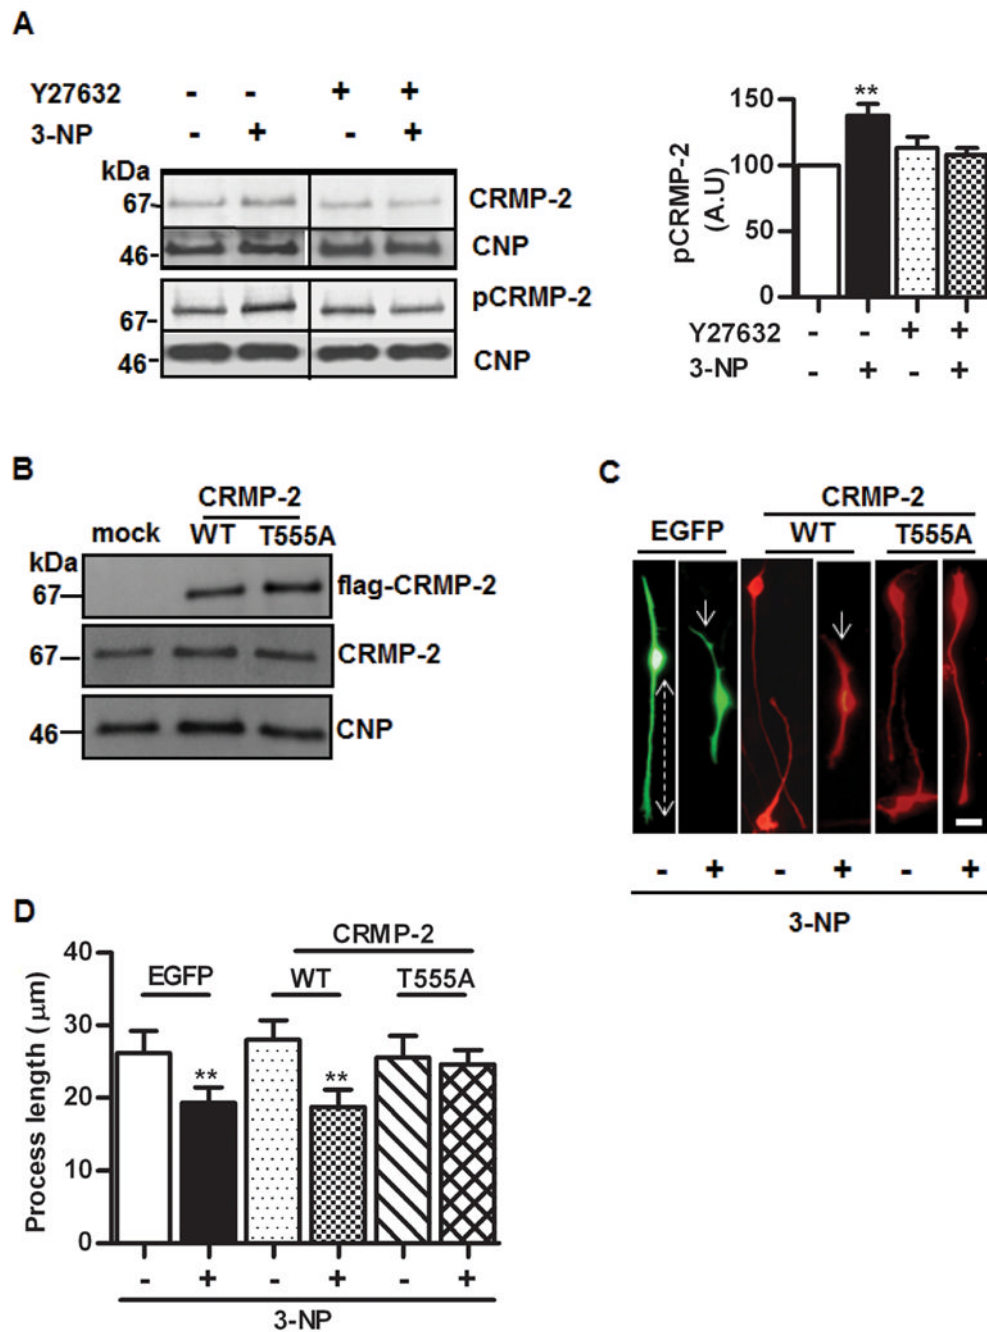 A
Y27632 - - + +
3-NP - + - +
kDa
67- CRMP-2
46- CNP
67- pCRMP-2
46- CNP
pCRMP-2
(A.U)
150
100
50
0
**
Y27632 - - + +
3-NP - + - +
B
CRMP-2
mock WT T555A
kDa
67 flag-CRMP-2
67 CRMP-2
46 CNP
C
CRMP-2
EGFP WT T555A
- + - + - +
3-NP
D
Process length (µm)
40
30
20
10
0
CRMP-2
EGFP WT T555A
** **
- + - + - +
3-NP